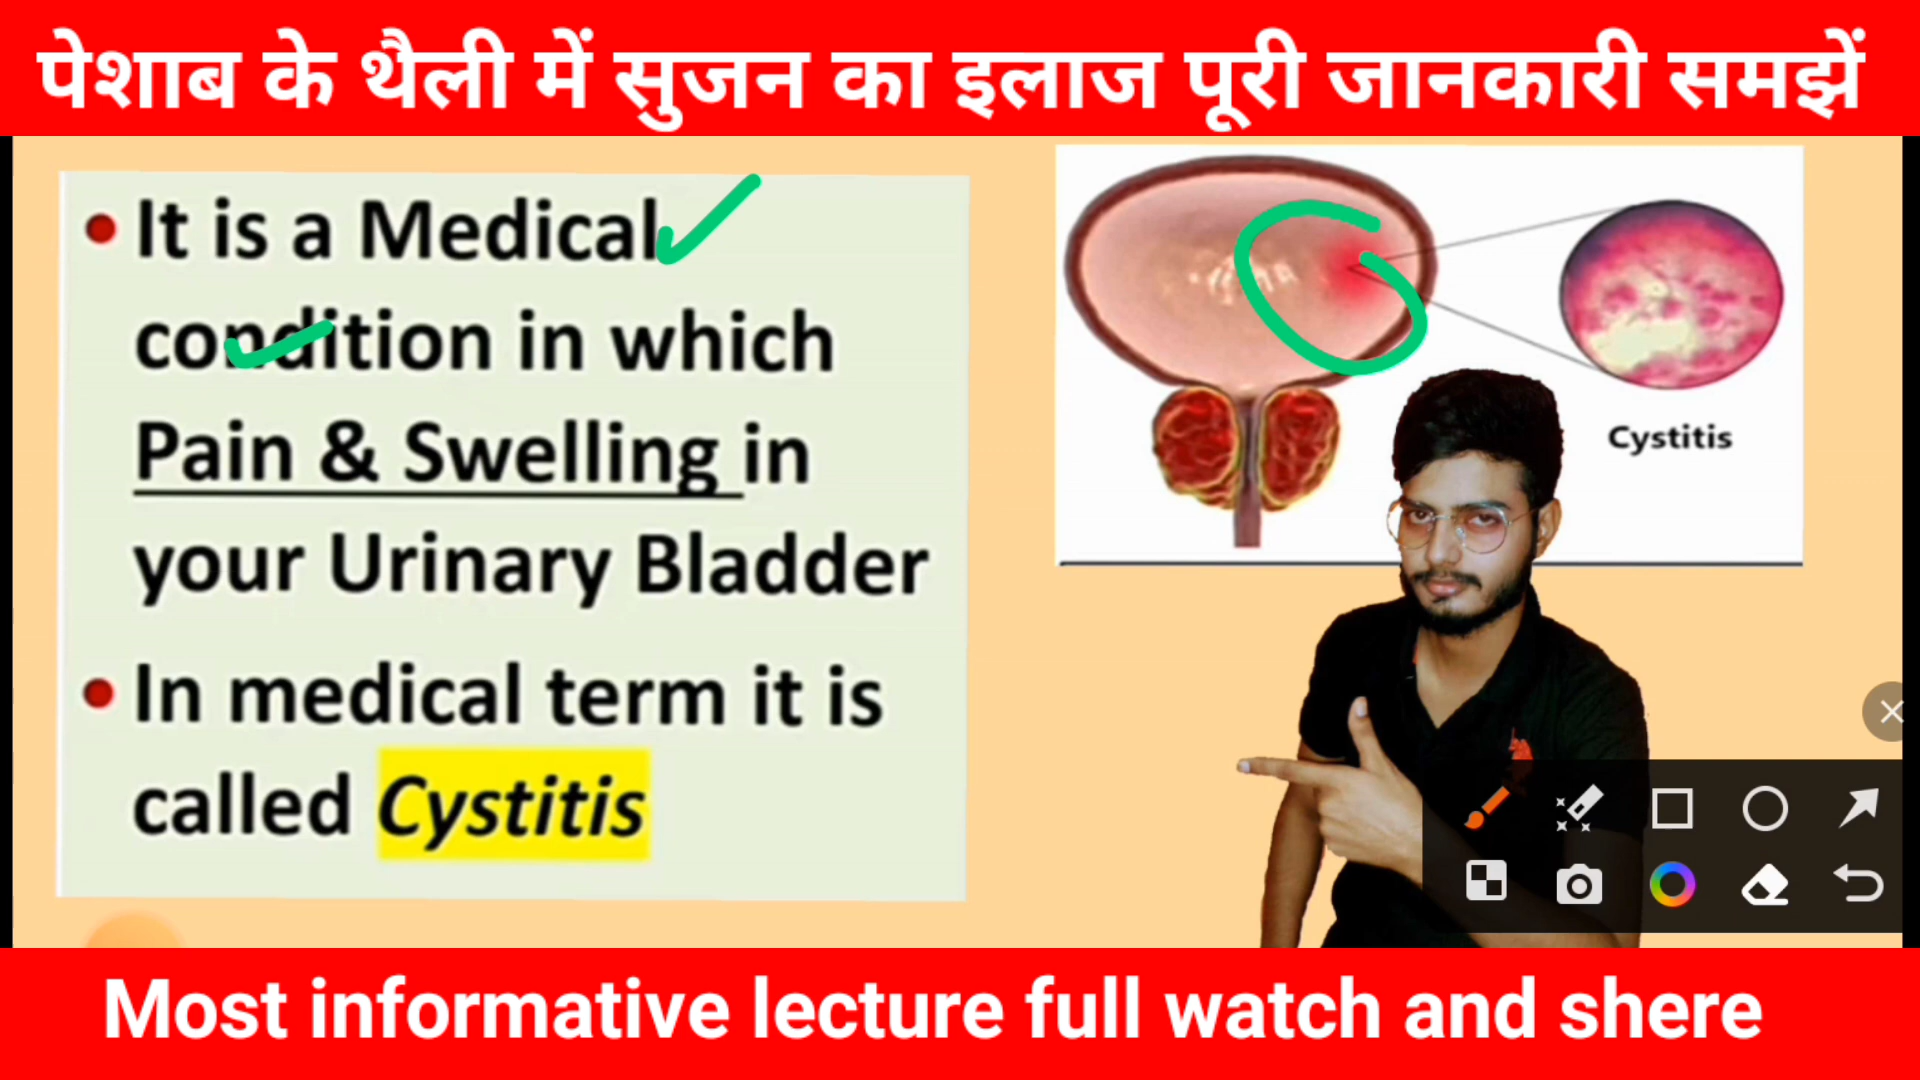 पेशाब के थैली में सुजन का इलाज पूरी जानकारी समझें
• It is a Medical
condition in which
Pain & Swelling in
your Urinary Bladder
• In medical term it is
called Cystitis
Cystitis
Most informative lecture full watch and shere